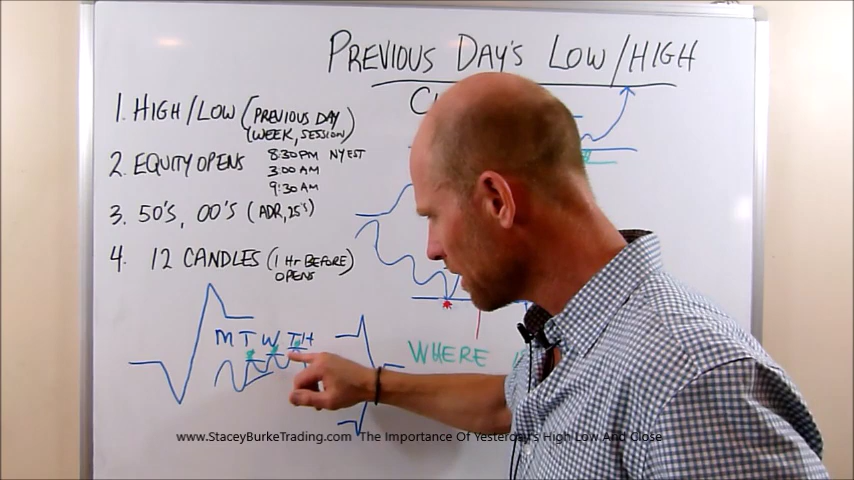 PREVIOUS DAY'S LOW/HIGH
1. HIGH/LOW (PREVIOUS DAY
(WEEK, SESSION)
2. EQUITY OPENS 8:30PM NYEST
3:00 AM
9:30 AM
3. 50'S, 00'S (ADR, 25's)
4. 12 CANDLES (1 Hr BEFORE)
OPENS
M T W TH
WHERE
www.StaceyBurkeTrading.com The Importance Of Yesterday's High Low And Close